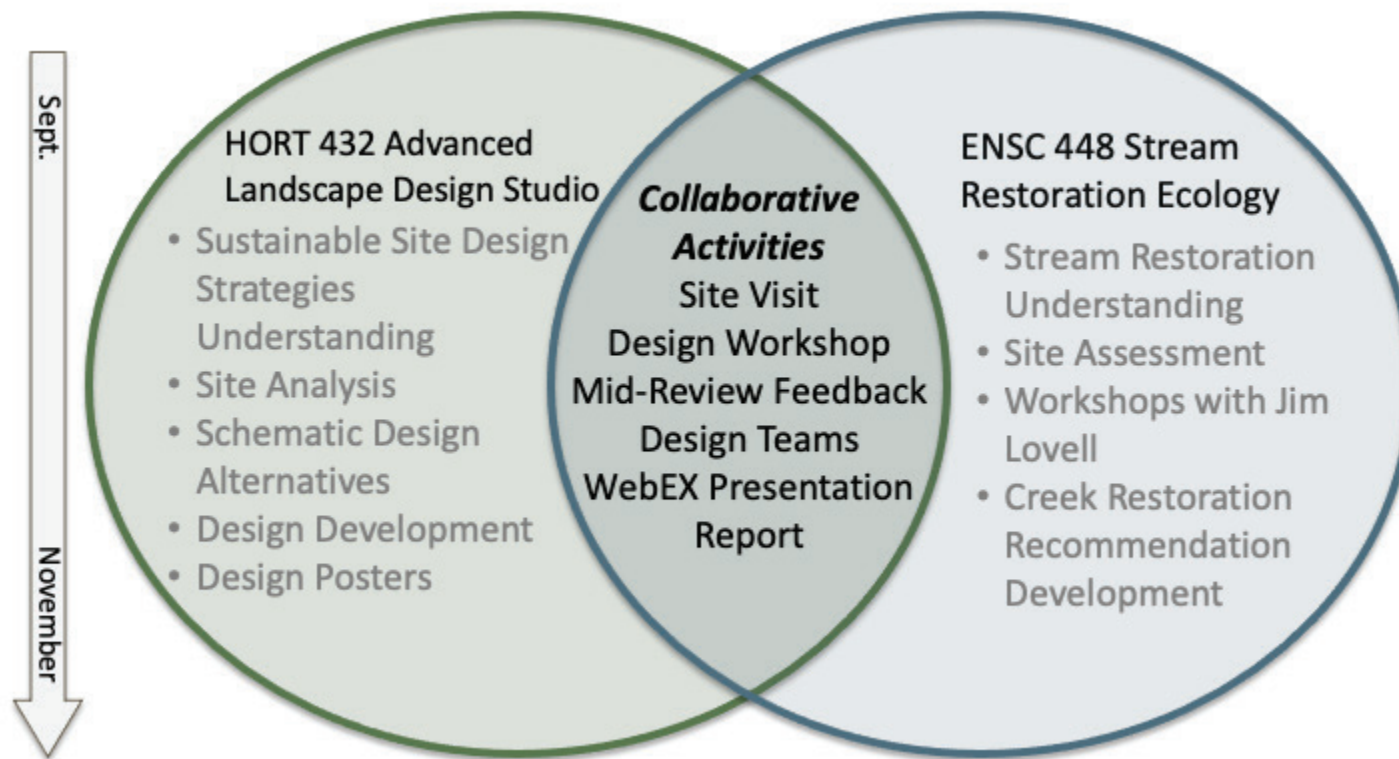 Sept.
November
HORT 432 Advanced
Landscape Design Studio
• Sustainable Site Design
Strategies
Understanding
• Site Analysis
• Schematic Design
Alternatives
• Design Development
• Design Posters
Collaborative
Activities
Site Visit
Design Workshop
Mid-Review Feedback
Design Teams
WebEX Presentation
Report
ENSC 448 Stream
Restoration Ecology
• Stream Restoration
Understanding
• Site Assessment
• Workshops with Jim
Lovell
• Creek Restoration
Recommendation
Development